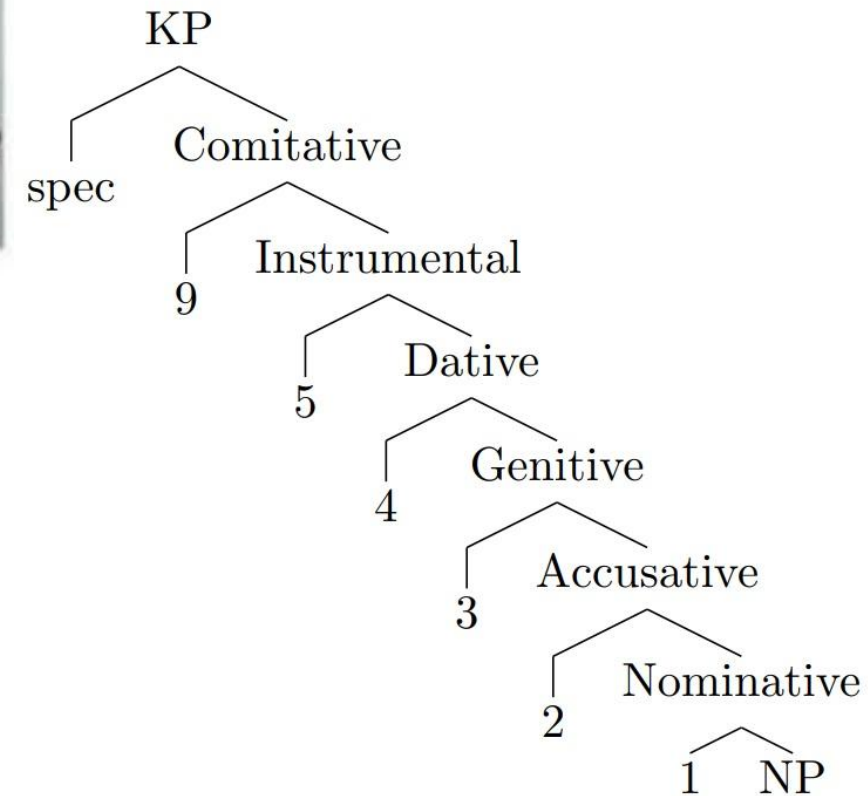 KP
spec
Comitative
9
Instrumental
5
Dative
4
Genitive
3
Accusative
2
Nominative
1 NP